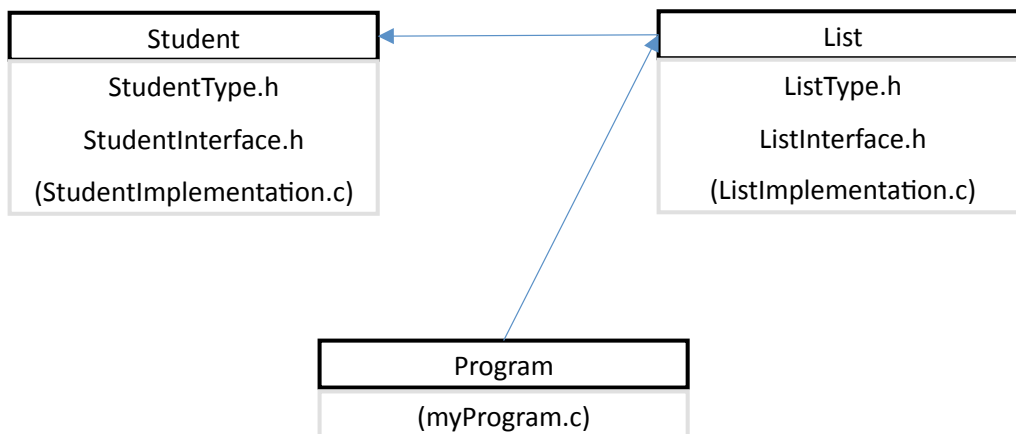 Student
StudentType.h
StudentInterface.h
(StudentImplementation.c)
List
ListType.h
ListInterface.h
(ListImplementation.c)
Program
(myProgram.c)